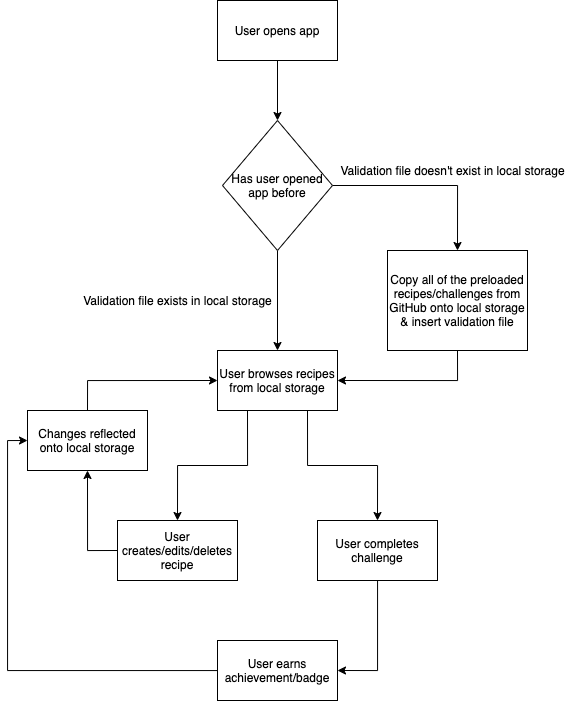 User opens app
Validation file doesn't exist in local storage
Has user opened
app before
Copy all of the preloaded
recipes/challenges from
GitHub onto local storage
& insert validation file
Validation file exists in local storage
User browses recipes
from local storage
Changes reflected
onto local storage
User
creates/edits/deletes
recipe
User completes
challenge
User earns
achievement/badge